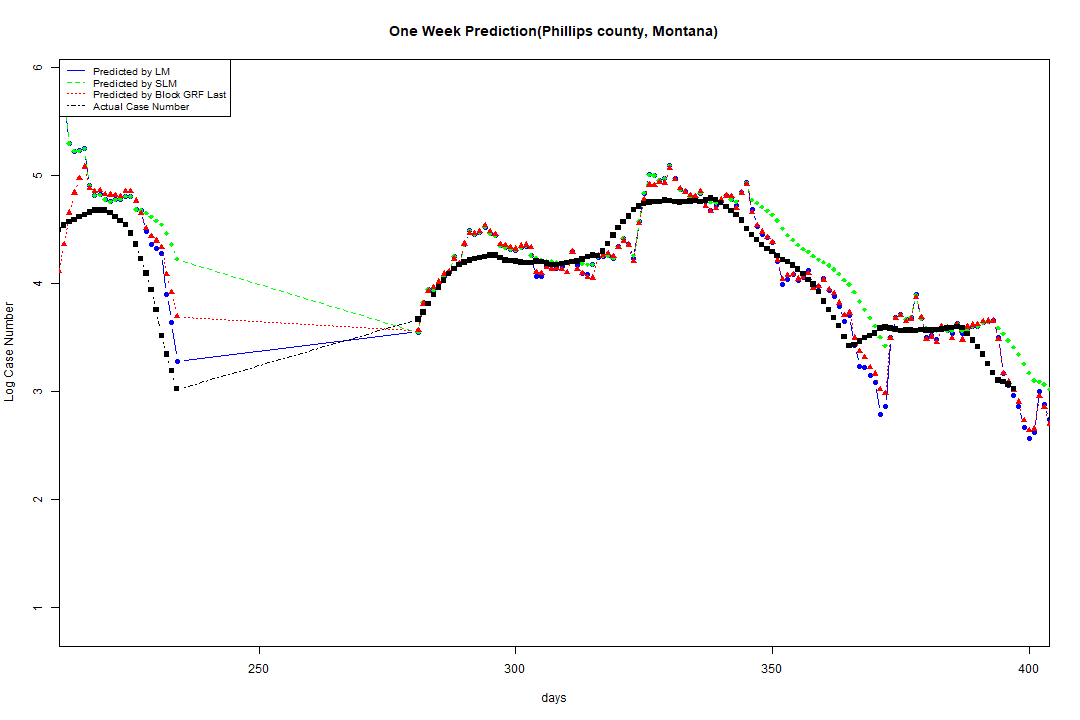 One Week Prediction(Phillips county, Montana)
Predicted by LM
Predicted by SLM
Predicted by Block GRF Last
Actual Case Number
6
5
4
3
2
1
Log Case Number
250 300 350 400
days